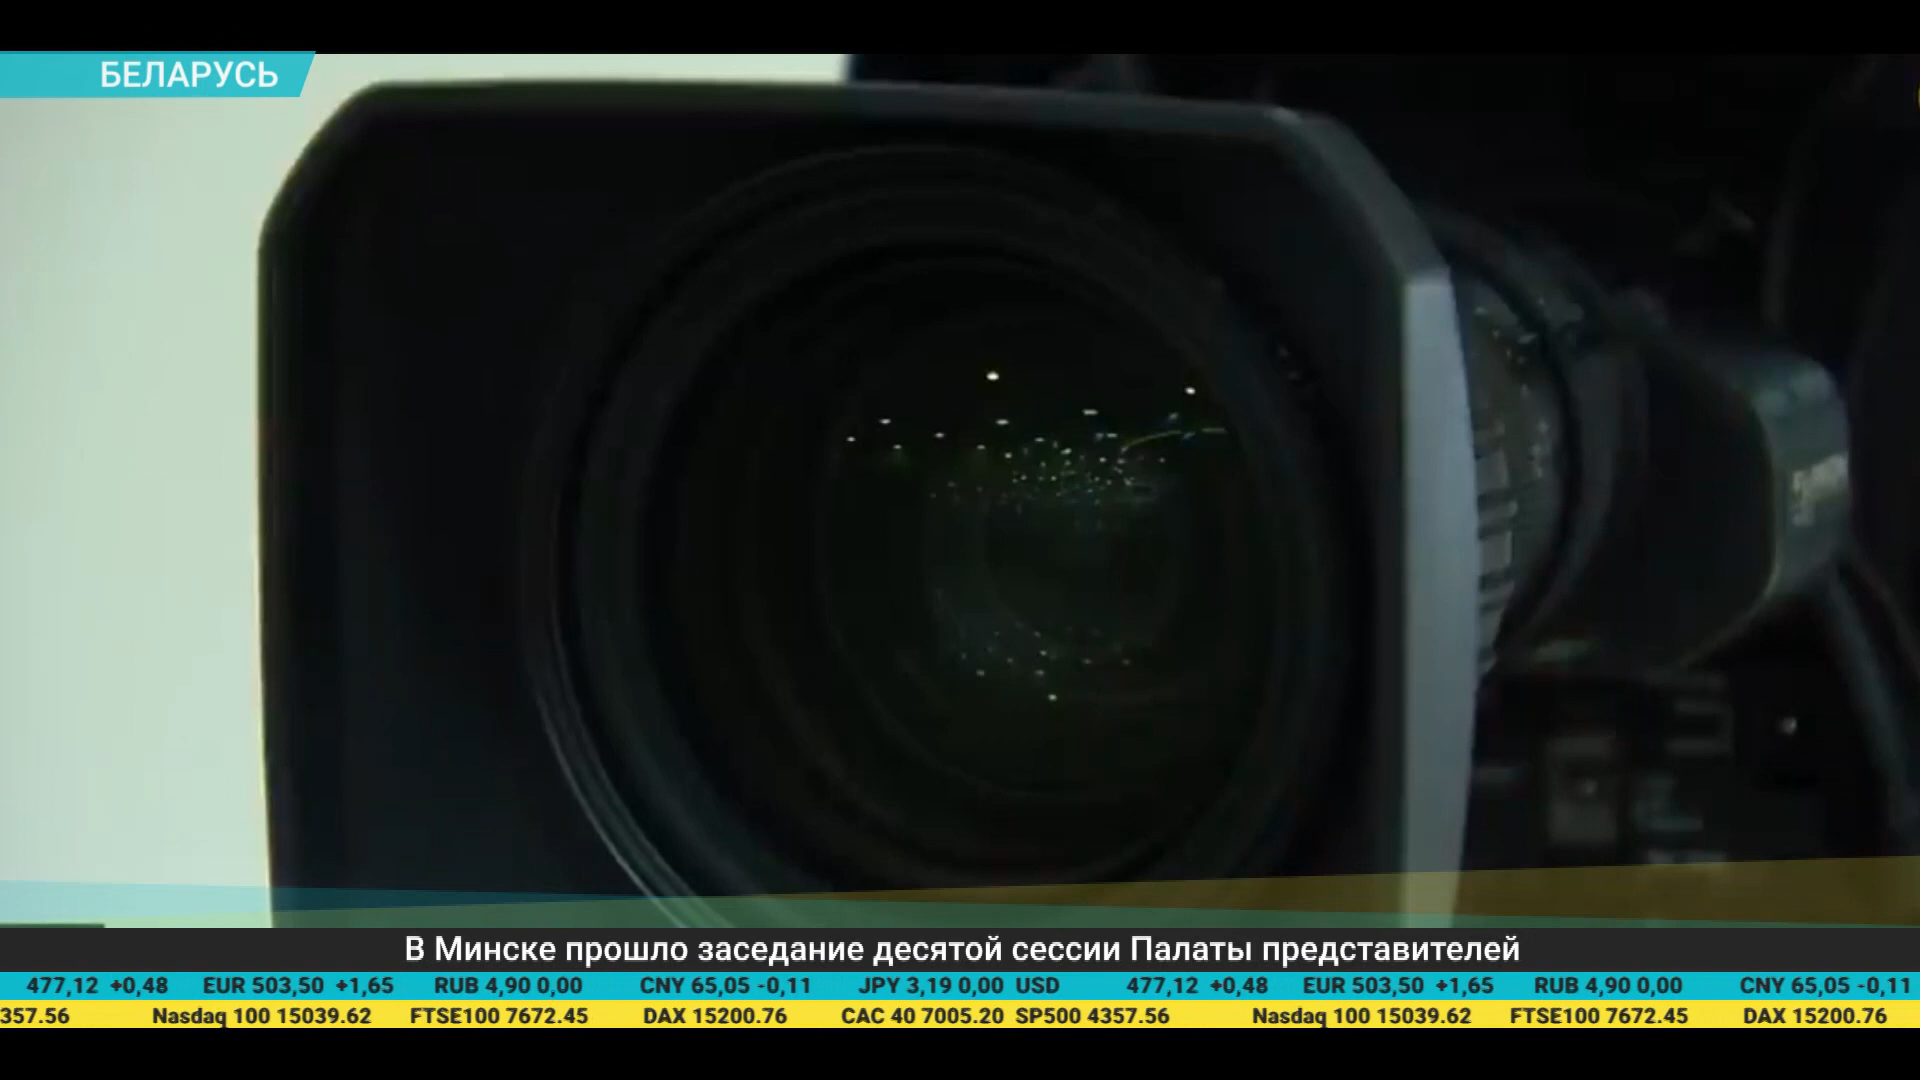 БЕЛАРУСЬ
В Минске прошло заседание десятой сессии Палаты представителей
477,12 +0,48 EUR 503,50 +1,65 RUB 4,90 0,00 CNY 65,05 -0,11 JPY 3,19 0,00 USD 477,12 +0,48 EUR 503,50 +1,65 RUB 4,90 0,00 CNY 65,05 -0,11
357.56 Nasdaq 100 15039.62 FTSE100 7672.45 DAX 15200.76 CAC 40 7005.20 SP500 4357.56 Nasdaq 100 15039.62 FTSE100 7672.45 DAX 15200.76